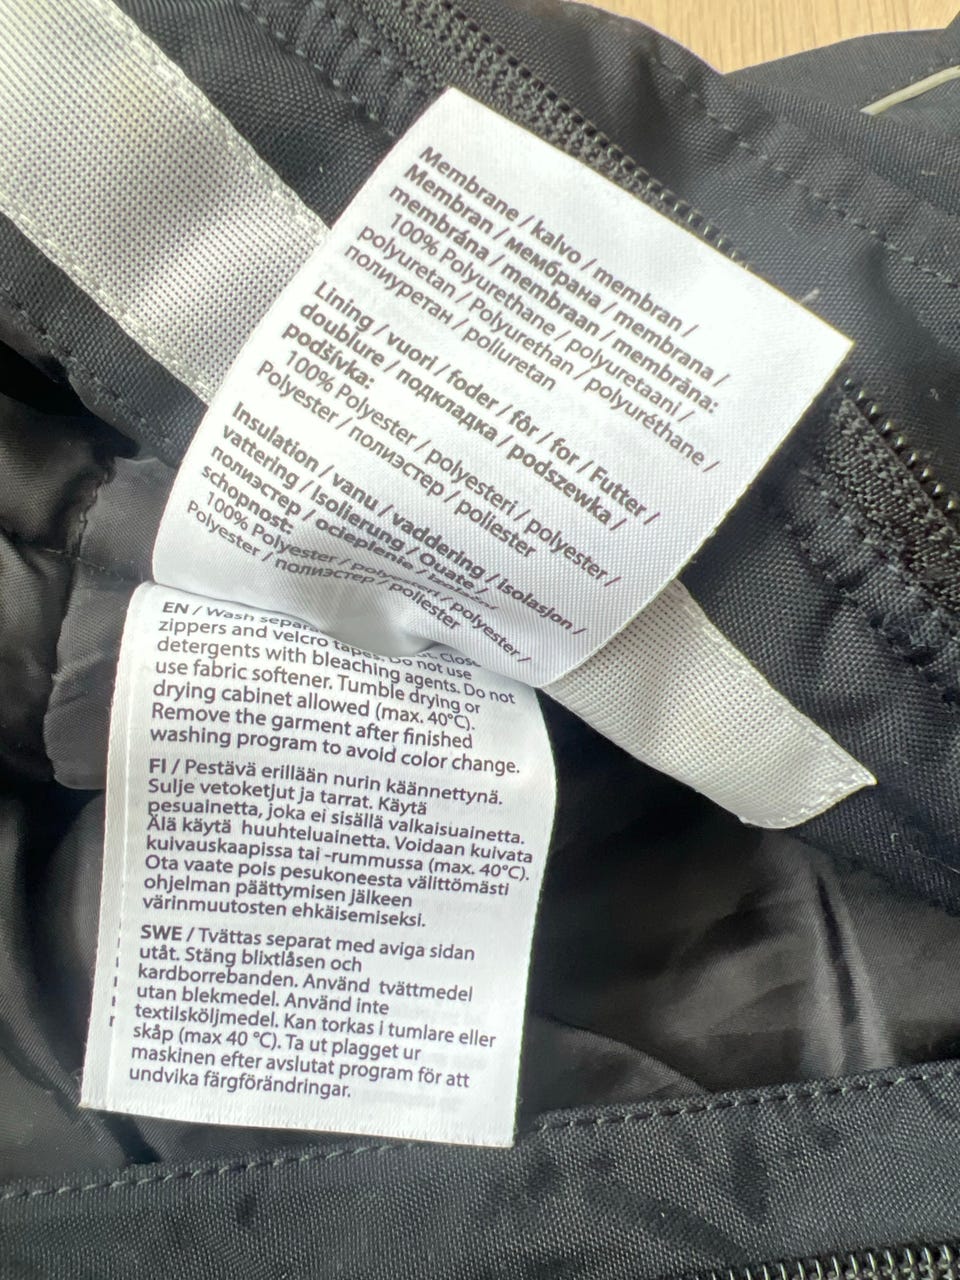 Membrane / kalvo / membran /
Membran / мембрана / membrana /
membrána / membraan / membrāna:
100% Polyurethane / polyuretaani /
polyuretan / Polyurethan / polyuréthane /
полиуретан / poliuretan
Lining / vuori / foder / fôr / for / Futter /
doublure / подкладка / podszewka /
podšívka:
100% Polyester / polyesteri / polyester /
Polyester / полиэстер / poliester
Insulation / vanu / vaddering / isolasjon /
vattering / Isolierung / Ouate /
полиэстер / ocieplenie /
schopnost:
100% Polyester / / polyester /
Polyester / полиэстер / poliester
EN / Wash Close
zippers and velcro tapes. Do not use
detergents with bleaching agents. Do not
use fabric softener. Tumble drying or
drying cabinet allowed (max. 40°C).
Remove the garment after finished
washing program to avoid color change.
FI / Pestävä erillään nurin käännettynä.
Sulje vetoketjut ja tarrat. Käytä
pesuainetta, joka ei sisällä valkaisuainetta.
Älä käytä huuhteluainetta. Voidaan kuivata
kuivauskaapissa tai -rummussa (max. 40°C).
Ota vaate pois pesukoneesta välittömästi
ohjelman päättymisen jälkeen
värinmuutosten ehkäisemiseksi.
SWE / Tvättas separat med aviga sidan
utåt. Stäng blixtlåsen och
kardborrebanden. Använd tvättmedel
utan blekmedel. Använd inte
textilsköljmedel. Kan torkas i tumlare eller
skåp (max 40 °C). Ta ut plagget ur
maskinen efter avslutat program för att
undvika färgförändringar.